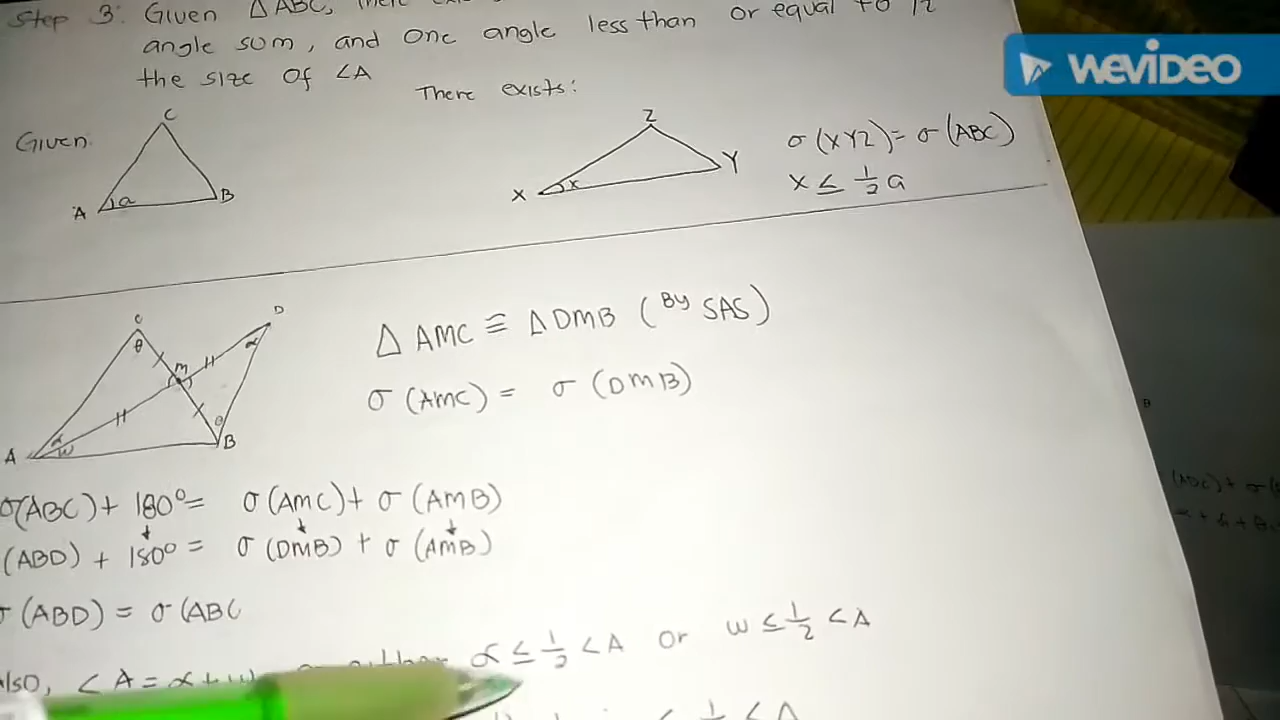 Step 3: Given △ABC,
angle sum, and one angle less than or equal to 1/2
the size of ∠A
There exists:
Given:
C
A
a
B
Z
X
x
Y
σ(XYZ) = σ(ABC)
x ≤ 1/2 a
WEVIDEO
C
θ
D
α
M
A
α
w
θ
B
△ AMC ≅ △DMB (By SAS)
σ (AMC) = σ (DMB)
σ(ABC) + 180° = σ(AMC) + σ (AMB)
(ABD) + 180° = σ (DMB) + σ (AMB)
σ (ABD) = σ (ABC
∠A = α + w
α ≤ 1/2 ∠A or w ≤ 1/2 ∠A
≤ 1/2 ∠A